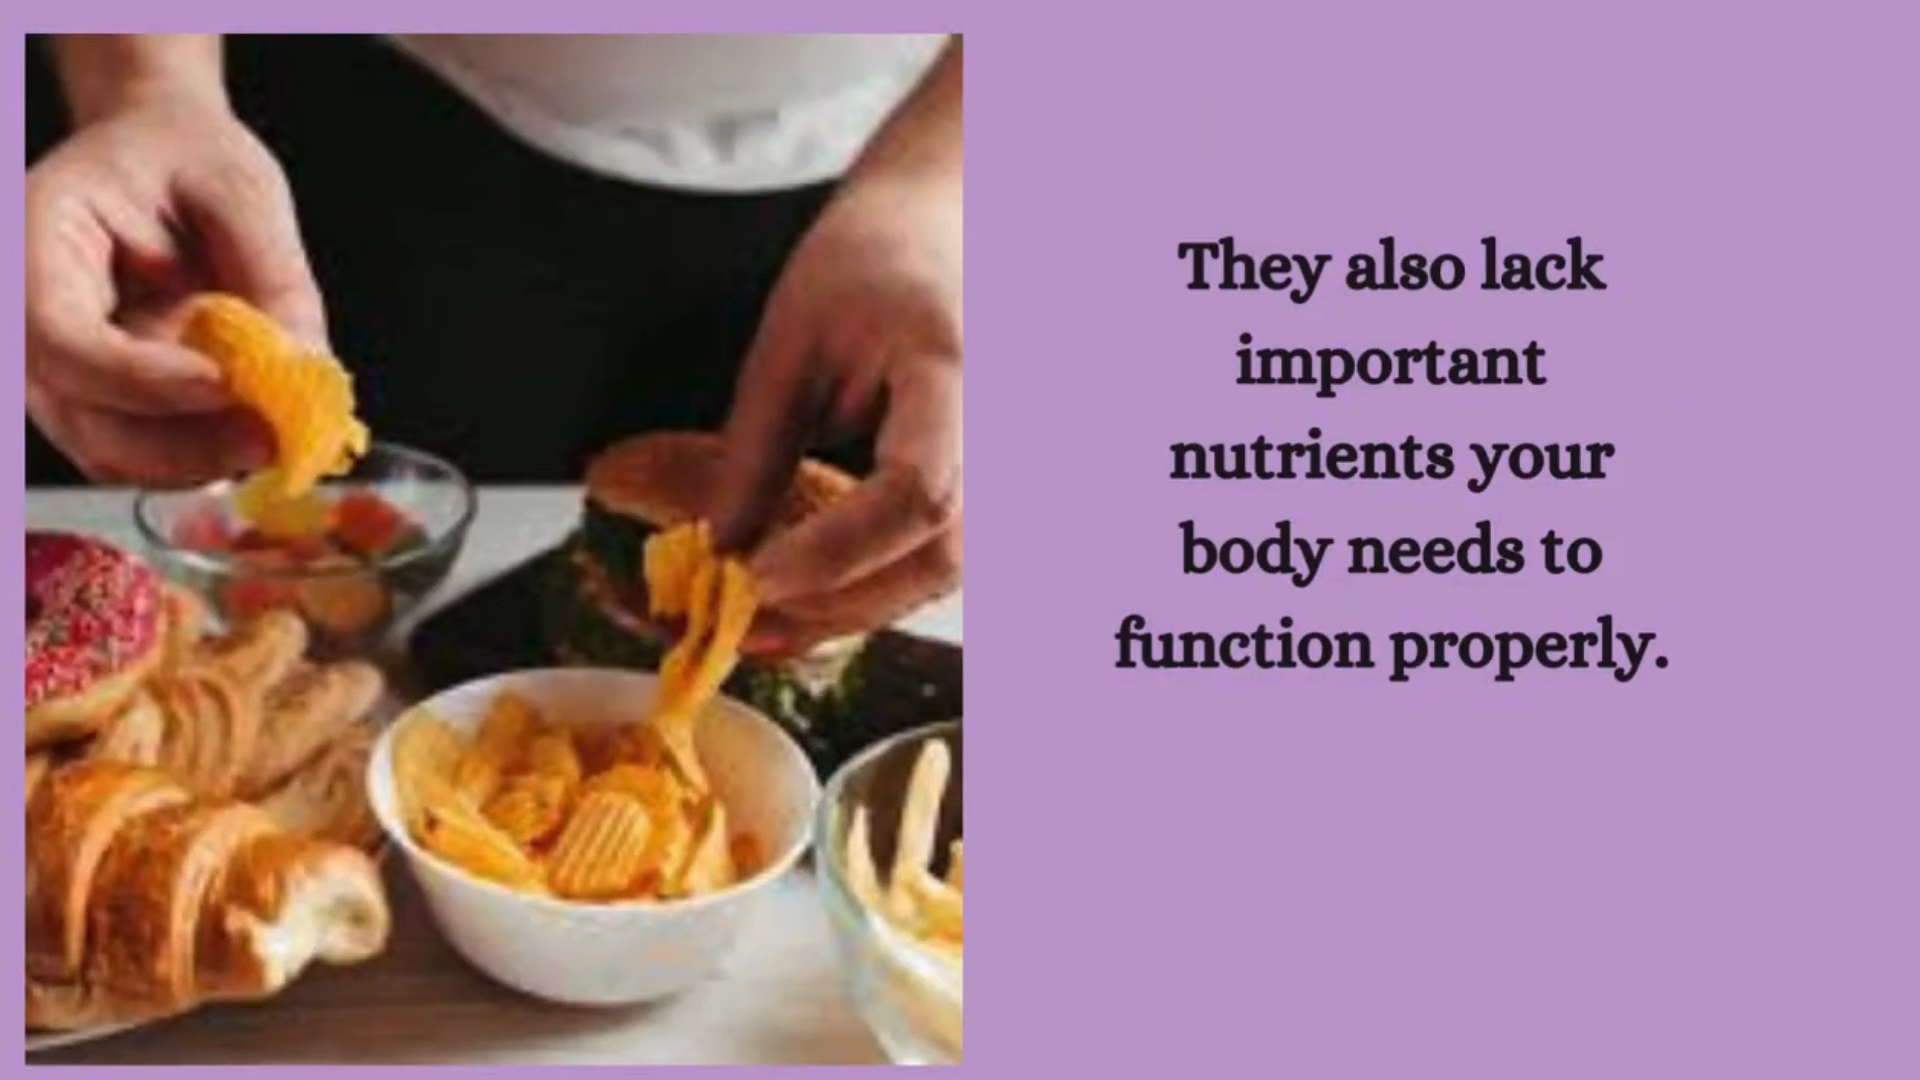 They also lack
important
nutrients your
body needs to
function properly.